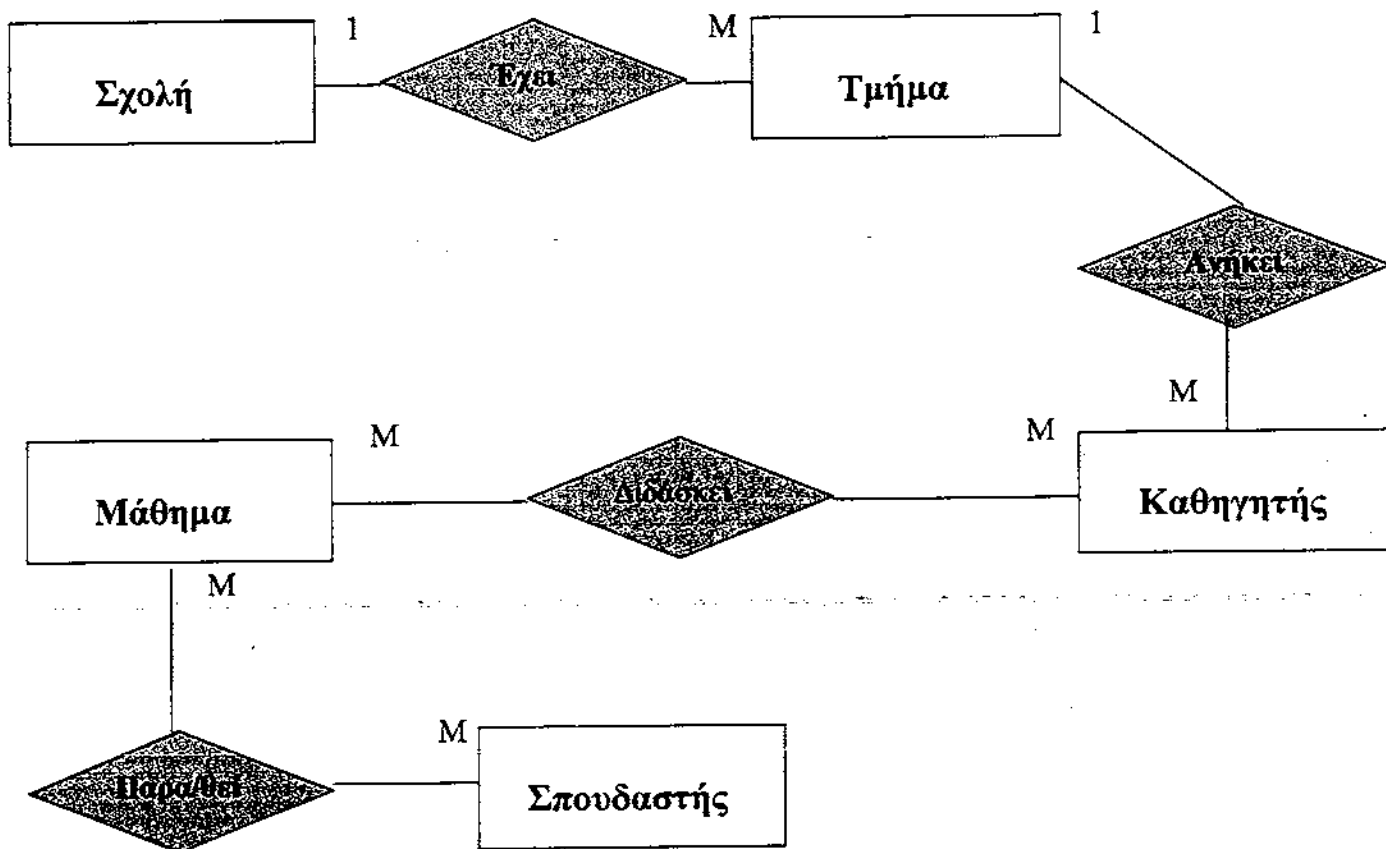 1
M
1
Σχολή
Έχει
Τμήμα
Ανήκει
M
M
M
Μάθημα
Διδάσκει
Καθηγητής
M
M
Παρα/θεί
Σπουδαστής